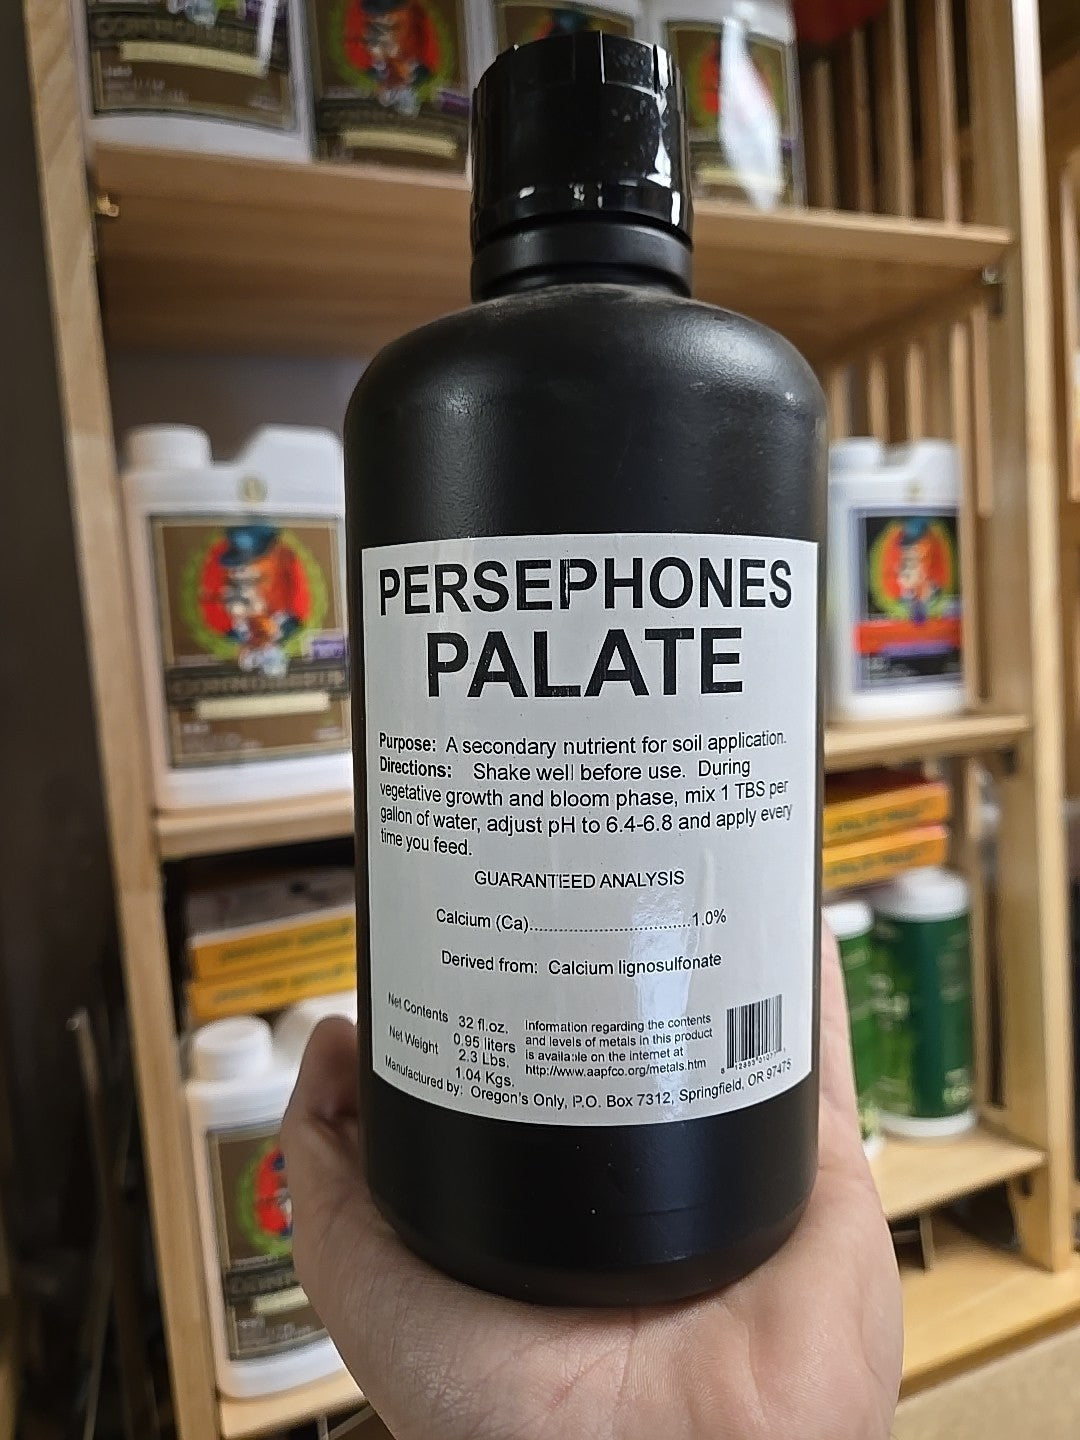 PERSEPHONES
PALATE
Purpose: A secondary nutrient for soil application.
Directions: Shake well before use. During
vegetative growth and bloom phase, mix 1 TBS per
gallon of water, adjust pH to 6.4-6.8 and apply every
time you feed.
GUARANTEED ANALYSIS
Calcium (Ca)................................1.0%
Derived from: Calcium lignosulfonate
Net Contents 32 fl.oz.
0.95 liters
Net Weight 2.3 Lbs.
1.04 Kgs.
Information regarding the contents
and levels of metals in this product
is available on the internet at
http://www.aapfco.org/metals.htm
Manufactured by: Oregon's Only, P.O. Box 7312, Springfield, OR 97475